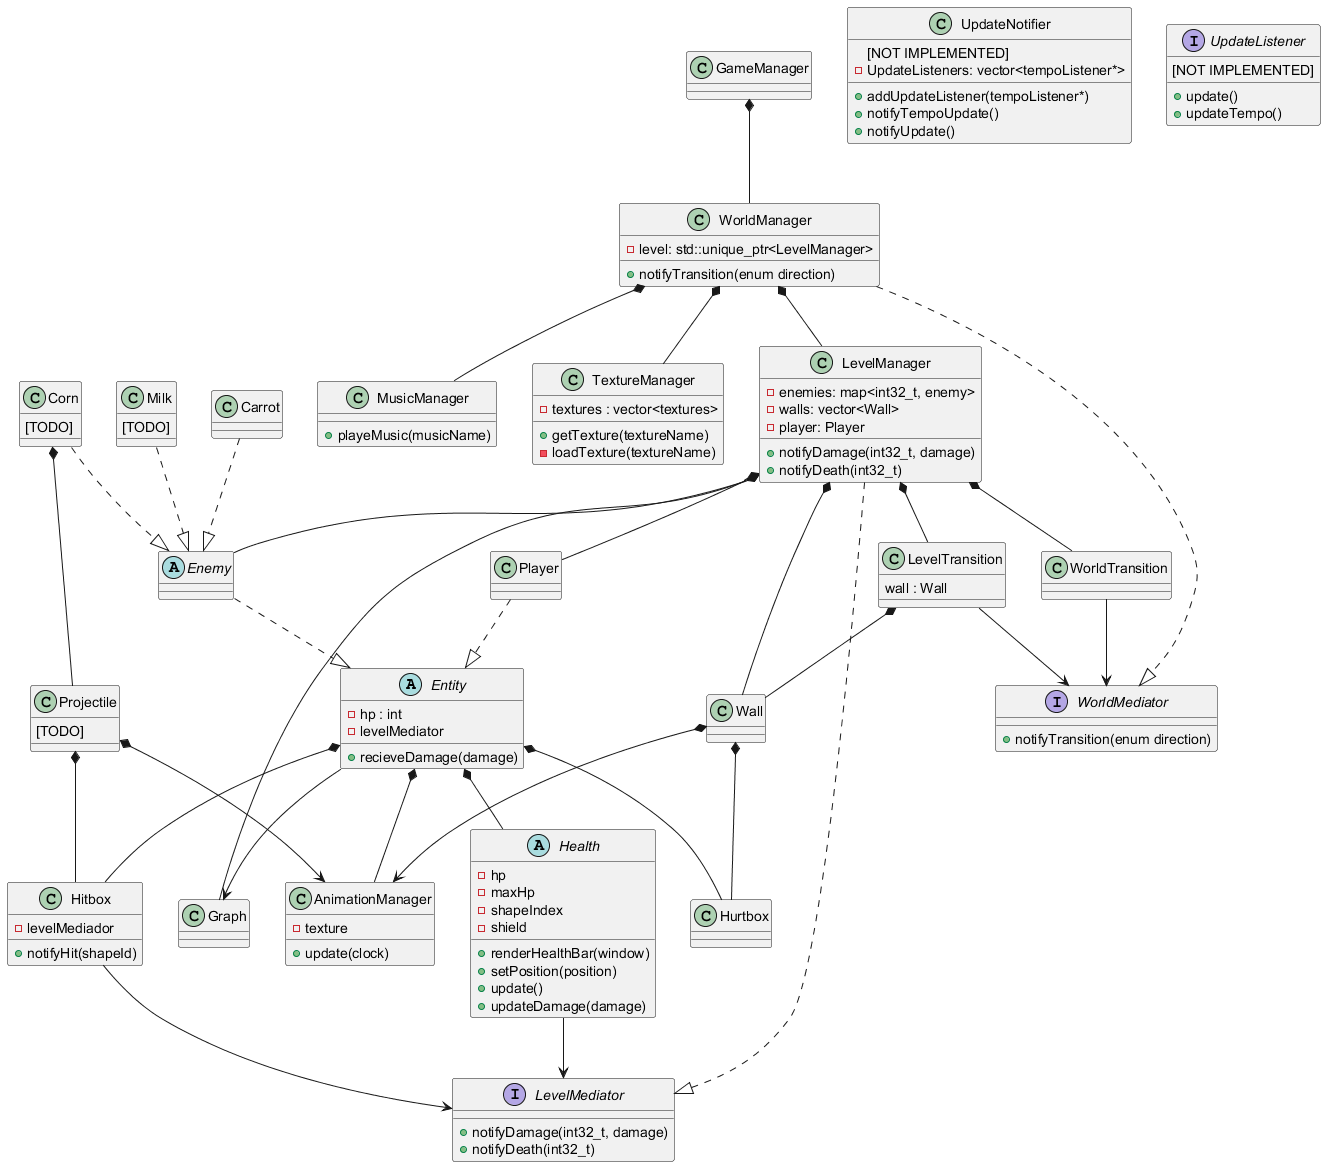 C UpdateNotifier
[NOT IMPLEMENTED]
UpdateListeners: vector<tempoListener*>
addUpdateListener(tempoListener*)
notifyTempoUpdate()
notifyUpdate()
I UpdateListener
[NOT IMPLEMENTED]
update()
updateTempo()
C GameManager
C WorldManager
level: std::unique_ptr<LevelManager>
notifyTransition(enum direction)
C Corn
[TODO]
C Milk
[TODO]
C Carrot
C MusicManager
playeMusic(musicName)
C TextureManager
textures : vector<textures>
getTexture(textureName)
loadTexture(textureName)
C LevelManager
enemies: map<int32_t, enemy>
walls: vector<Wall>
player: Player
notifyDamage(int32_t, damage)
notifyDeath(int32_t)
A Enemy
C Player
C LevelTransition
wall : Wall
C WorldTransition
C Projectile
[TODO]
A Entity
hp : int
levelMediator
recieveDamage(damage)
C Wall
I WorldMediator
notifyTransition(enum direction)
C Hitbox
levelMediador
notifyHit(shapeId)
C Graph
C AnimationManager
texture
update(clock)
A Health
hp
maxHp
shapeIndex
shield
renderHealthBar(window)
setPosition(position)
update()
updateDamage(damage)
C Hurtbox
I LevelMediator
notifyDamage(int32_t, damage)
notifyDeath(int32_t)